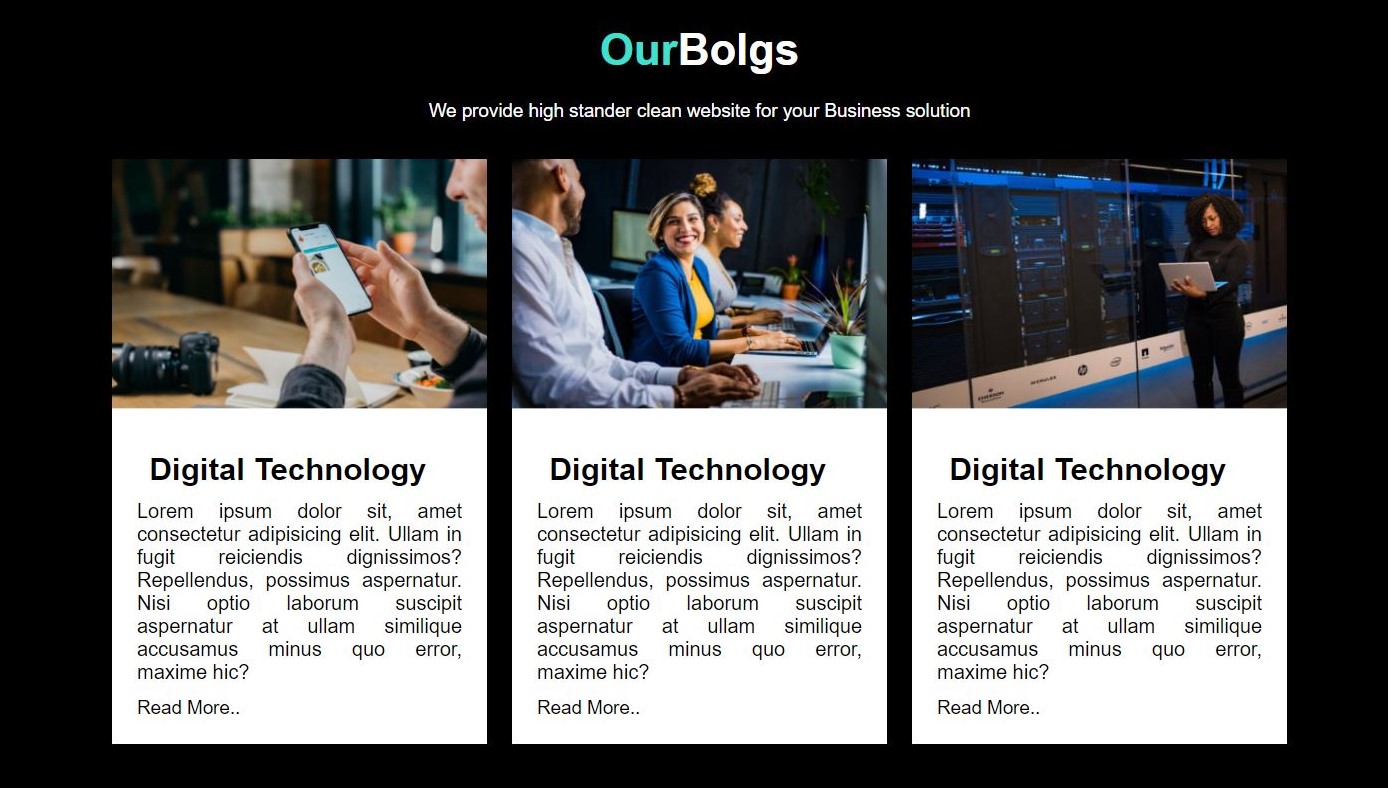 OurBolgs
We provide high stander clean website for your Business solution
Digital Technology
Lorem ipsum dolor sit, amet
consectetur adipisicing elit. Ullam in
fugit reiciendis dignissimos?
Repellendus, possimus aspernatur.
Nisi optio laborum suscipit
aspernatur at ullam similique
accusamus minus quo error,
maxime hic?
Read More..
Digital Technology
Lorem ipsum dolor sit, amet
consectetur adipisicing elit. Ullam in
fugit reiciendis dignissimos?
Repellendus, possimus aspernatur.
Nisi optio laborum suscipit
aspernatur at ullam similique
accusamus minus quo error,
maxime hic?
Read More..
hp
Digital Technology
Lorem ipsum dolor sit, amet
consectetur adipisicing elit. Ullam in
fugit reiciendis dignissimos?
Repellendus, possimus aspernatur.
Nisi optio laborum suscipit
aspernatur at ullam similique
accusamus minus quo error,
maxime hic?
Read More..